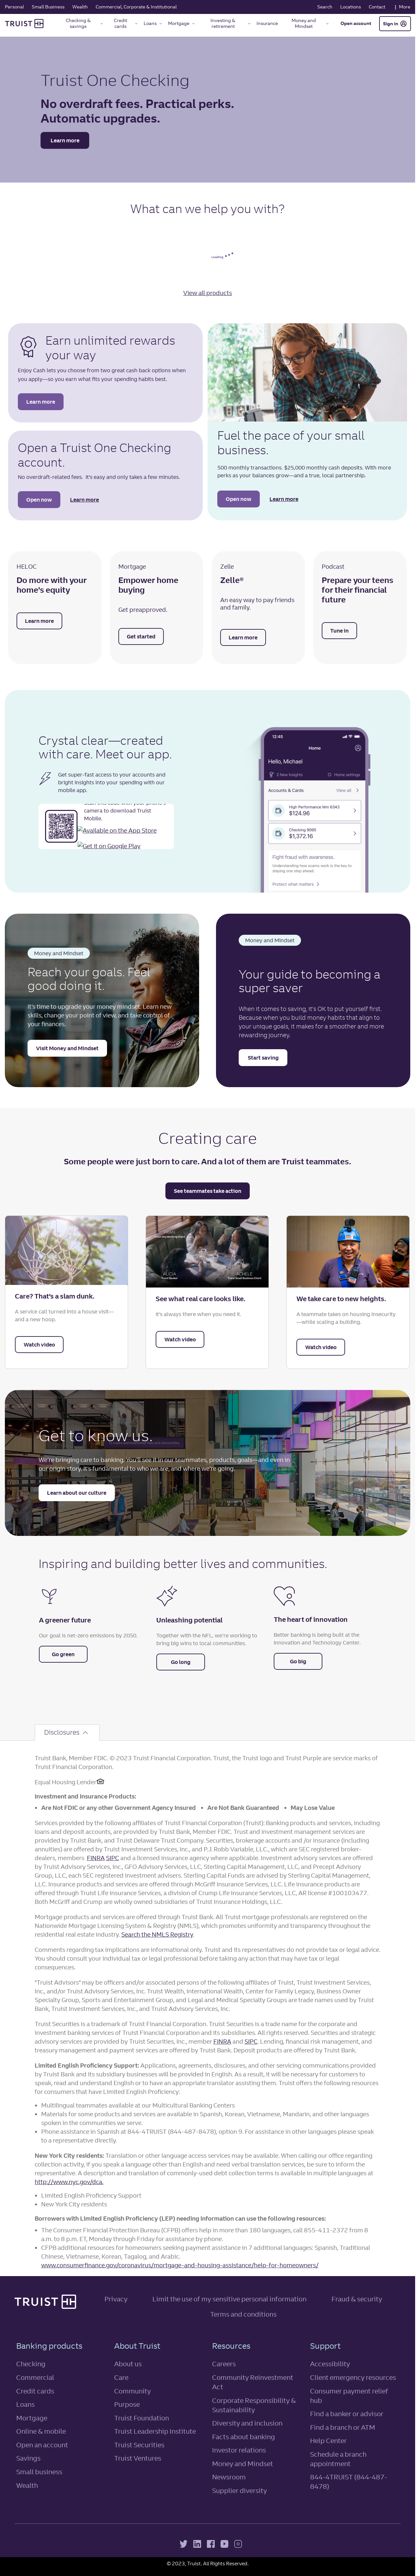 Personal Small Business Wealth Commercial, Corporate & Institutional Search Locations Contact More
TRUIST Checking & savings Credit cards Loans Mortgage Investing & retirement Insurance Money and Mindset Open account Sign in
Truist One Checking
No overdraft fees. Practical perks.
Automatic upgrades.
Learn more
What can we help you with?
Loading
View all products
Earn unlimited rewards
your way
Enjoy Cash lets you choose from two great cash back options when
you apply—so you earn what fits your spending habits best.
Learn more
Open a Truist One Checking
account.
No overdraft-related fees. It's easy and only takes a few minutes.
Open now Learn more
Fuel the pace of your small
business.
500 monthly transactions. $25,000 monthly cash deposits. With more
perks as your balances grow—and a true, local partnership.
Open now Learn more
HELOC
Do more with your
home's equity
Learn more
Mortgage
Empower home
buying
Get preapproved.
Get started
Zelle
Zelle®
An easy way to pay friends
and family.
Learn more
Podcast
Prepare your teens
for their financial
future
Tune in
Crystal clear—created
with care. Meet our app.
Get super-fast access to your accounts and
bright insights into your spending with our
mobile app.
camera to download Truist
Mobile.
Available on the App Store
Get it on Google Play
12:45
Home
Hello, Michael
2 New Insights Home settings
Accounts & Cards View all
High Performance Mm 8943
$124.96
Checking 9065
$1,372.16
Fight fraud with awareness.
Understanding how scams work is the key to
staying one step ahead.
Protect what matters
Money and Mindset
Reach your goals. Feel
good doing it.
It's time to upgrade your money mindset. Learn new
skills, change your point of view, and take control of
your finances.
Visit Money and Mindset
Money and Mindset
Your guide to becoming a
super saver
When it comes to saving, it's OK to put yourself first.
Because when you build money habits that align to
your unique goals, it makes for a smoother and more
rewarding journey.
Start saving
Creating care
Some people were just born to care. And a lot of them are Truist teammates.
See teammates take action
Care? That's a slam dunk.
A service call turned into a house visit—
and a new hoop.
Watch video
See what real care looks like.
It's always there when you need it.
Watch video
We take care to new heights.
A teammate takes on housing insecurity
—while scaling a building.
Watch video
Get to know us.
We're bringing care to banking. You'll see it in our teammates, products, goals—and even in
our origin story. It's fundamental to who we are, and where we're going.
Learn about our culture
Inspiring and building better lives and communities.
A greener future
Our goal is net-zero emissions by 2050.
Go green
Unleashing potential
Together with the NFL, we're working to
bring big wins to local communities.
Go long
The heart of innovation
Better banking is being built at the
Innovation and Technology Center.
Go big
Disclosures
Truist Bank, Member FDIC. © 2023 Truist Financial Corporation. Truist, the Truist logo and Truist Purple are service marks of
Truist Financial Corporation.
Equal Housing Lender
Investment and Insurance Products:
• Are Not FDIC or any other Government Agency Insured • Are Not Bank Guaranteed • May Lose Value
Services provided by the following affiliates of Truist Financial Corporation (Truist): Banking products and services, including
loans and deposit accounts, are provided by Truist Bank, Member FDIC. Trust and investment management services are
provided by Truist Bank, and Truist Delaware Trust Company. Securities, brokerage accounts and /or insurance (including
annuities) are offered by Truist Investment Services, Inc., and P.J. Robb Variable, LLC., which are SEC registered broker-
dealers, members FINRA SIPC and a licensed insurance agency where applicable. Investment advisory services are offered
by Truist Advisory Services, Inc., GFO Advisory Services, LLC, Sterling Capital Management, LLC, and Precept Advisory
Group, LLC, each SEC registered investment advisers. Sterling Capital Funds are advised by Sterling Capital Management,
LLC. Insurance products and services are offered through McGriff Insurance Services, LLC. Life insurance products are
offered through Truist Life Insurance Services, a division of Crump Life Insurance Services, LLC, AR license #100103477.
Both McGriff and Crump are wholly owned subsidiaries of Truist Insurance Holdings, LLC.
Mortgage products and services are offered through Truist Bank. All Truist mortgage professionals are registered on the
Nationwide Mortgage Licensing System & Registry (NMLS), which promotes uniformity and transparency throughout the
residential real estate industry. Search the NMLS Registry.
Comments regarding tax implications are informational only. Truist and its representatives do not provide tax or legal advice.
You should consult your individual tax or legal professional before taking any action that may have tax or legal
consequences.
"Truist Advisors" may be officers and/or associated persons of the following affiliates of Truist, Truist Investment Services,
Inc., and/or Truist Advisory Services, Inc. Truist Wealth, International Wealth, Center for Family Legacy, Business Owner
Specialty Group, Sports and Entertainment Group, and Legal and Medical Specialty Groups are trade names used by Truist
Bank, Truist Investment Services, Inc., and Truist Advisory Services, Inc.
Truist Securities is a trademark of Truist Financial Corporation. Truist Securities is a trade name for the corporate and
investment banking services of Truist Financial Corporation and its subsidiaries. All rights reserved. Securities and strategic
advisory services are provided by Truist Securities, Inc., member FINRA and SIPC. Lending, financial risk management, and
treasury management and payment services are offered by Truist Bank. Deposit products are offered by Truist Bank.
Limited English Proficiency Support: Applications, agreements, disclosures, and other servicing communications provided
by Truist Bank and its subsidiary businesses will be provided in English. As a result, it will be necessary for customers to
speak, read and understand English or to have an appropriate translator assisting them. Truist offers the following resources
for consumers that have Limited English Proficiency:
• Multilingual teammates available at our Multicultural Banking Centers
• Materials for some products and services are available in Spanish, Korean, Vietnamese, Mandarin, and other languages
spoken in the communities we serve.
• Phone assistance in Spanish at 844-4TRUIST (844-487-8478), option 9. For assistance in other languages please speak
to a representative directly.
New York City residents: Translation or other language access services may be available. When calling our office regarding
collection activity, if you speak a language other than English and need verbal translation services, be sure to inform the
representative. A description and translation of commonly-used debt collection terms is available in multiple languages at
http://www.nyc.gov/dca.
• Limited English Proficiency Support
• New York City residents
Borrowers with Limited English Proficiency (LEP) needing information can use the following resources:
• The Consumer Financial Protection Bureau (CFPB) offers help in more than 180 languages, call 855-411-2372 from 8
a.m. to 8 p.m. ET, Monday through Friday for assistance by phone.
• CFPB additional resources for homeowners seeking payment assistance in 7 additional languages: Spanish, Traditional
Chinese, Vietnamese, Korean, Tagalog, and Arabic.
www.consumerfinance.gov/coronavirus/mortgage-and-housing-assistance/help-for-homeowners/
TRUIST Privacy Limit the use of my sensitive personal information Fraud & security
Terms and conditions
Banking products
Checking
Commercial
Credit cards
Loans
Mortgage
Online & mobile
Open an account
Savings
Small business
Wealth
About Truist
About us
Care
Community
Purpose
Truist Foundation
Truist Leadership Institute
Truist Securities
Truist Ventures
Resources
Careers
Community Reinvestment
Act
Corporate Responsibility &
Sustainability
Diversity and inclusion
Facts about banking
Investor relations
Money and Mindset
Newsroom
Supplier diversity
Support
Accessibility
Client emergency resources
Consumer payment relief
hub
Find a banker or advisor
Find a branch or ATM
Help Center
Schedule a branch
appointment
844-4TRUIST (844-487-
8478)
© 2023, Truist. All Rights Reserved.